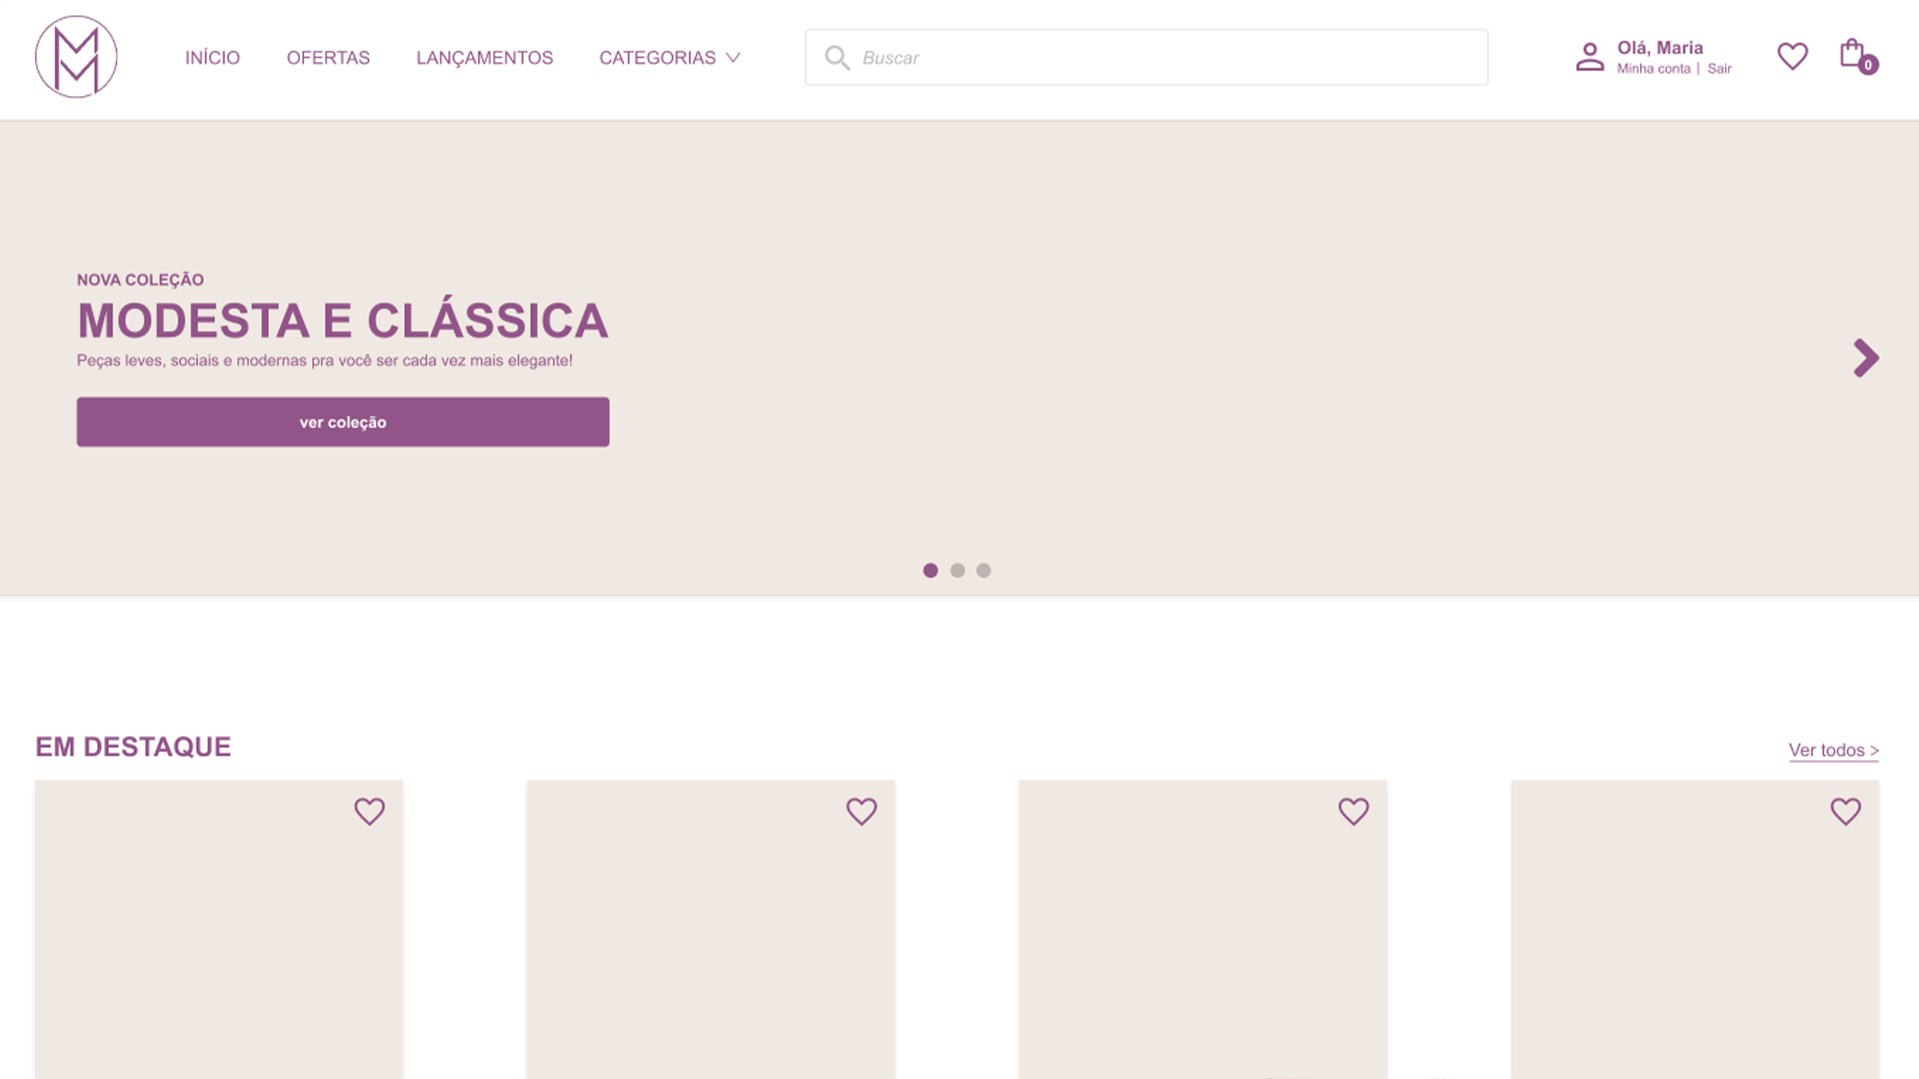 INÍCIO OFERTAS LANÇAMENTOS CATEGORIAS Buscar Olá, Maria
Minha conta | Sair
0
NOVA COLEÇÃO
MODESTA E CLÁSSICA
Peças leves, sociais e modernas pra você ser cada vez mais elegante!
ver coleção
EM DESTAQUE
Ver todos >